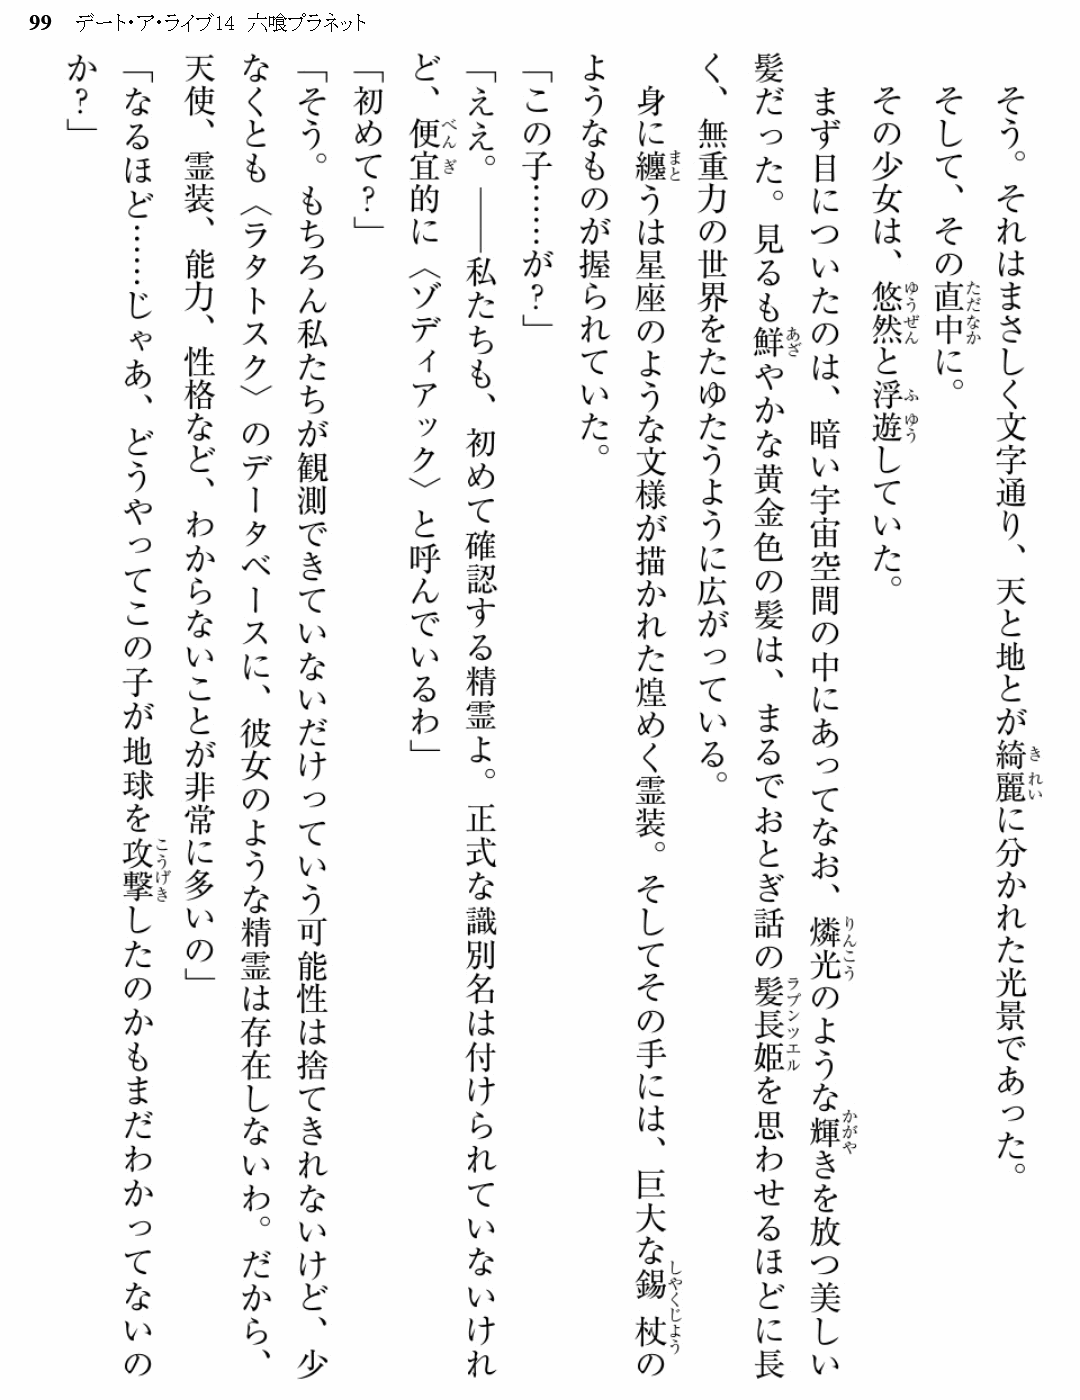 99　デート・ア・ライブ14　六喰プラネット
そう。それはまさしく文字通り、天と地とが綺麗に分かれた光景であった。
そして、その直中に。
その少女は、悠然と浮遊していた。
まず目についたのは、暗い宇宙空間の中にあってなお、燐光のような輝きを放つ美しい
髪だった。見るも鮮やかな黄金色の髪は、まるでおとぎ話の髪長姫を思わせるほどに長
く、無重力の世界をたゆたうように広がっている。
身に纏うは星座のような文様が描かれた煌めく霊装。そしてその手には、巨大な錫杖の
ようなものが握られていた。
「この子……が？」
「ええ。――私たちも、初めて確認する精霊よ。正式な識別名は付けられていないけれ
ど、便宜的に〈ゾディアック〉と呼んでいるわ」
「初めて？」
「そう。もちろん私たちが観測できていないだけっていう可能性は捨てきれないけど、少
なくとも〈ラタトスク〉のデータベースに、彼女のような精霊は存在しないわ。だから、
天使、霊装、能力、性格など、わからないことが非常に多いの」
「なるほど……じゃあ、どうやってこの子が地球を攻撃したのかもまだわかってないの
か？」